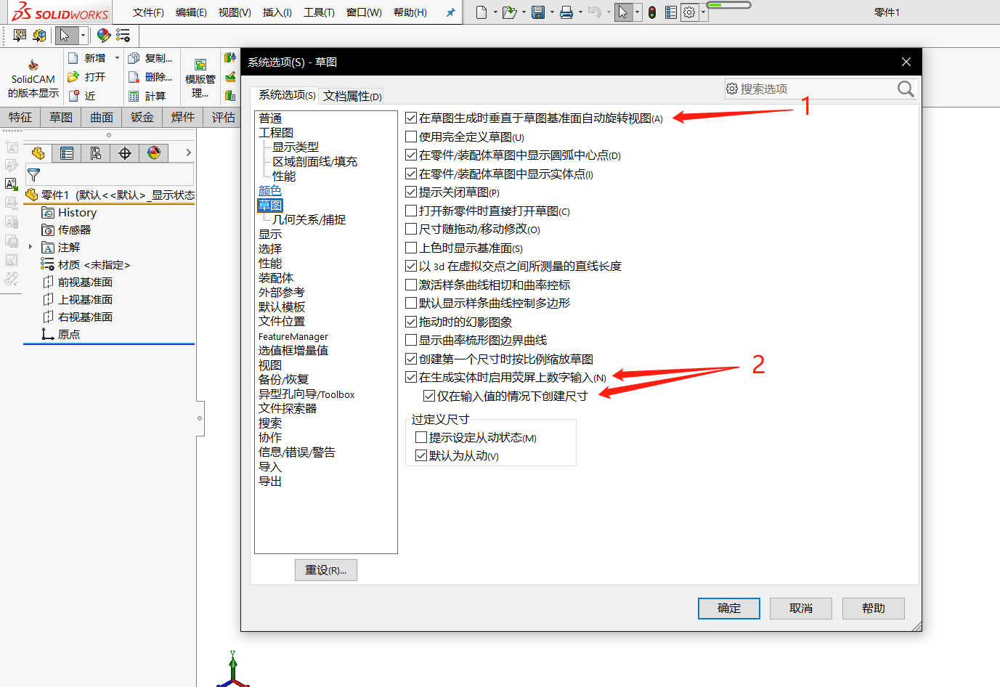 SOLIDWORKS 文件(F) 编辑(E) 视图(V) 插入(I) 工具(T) 窗口(W) 帮助(H) 零件1
SolidCAM
的版本显示
新增
打开
近
复制...
删除...
计算
模版管
理...
特征 草图 曲面 钣金 焊件 评估
零件1 (默认<<默认>_显示状态
History
传感器
注解
材质 <未指定>
前视基准面
上视基准面
右视基准面
原点
Y
系统选项(S) - 草图
系统选项(S) 文档属性(D)
搜索选项
普通
工程图
显示类型
区域剖面线/填充
性能
颜色
草图
几何关系/捕捉
显示
选择
性能
装配体
外部参考
默认模板
文件位置
FeatureManager
选值框增量值
视图
备份/恢复
异型孔向导/Toolbox
文件探索器
搜索
协作
信息/错误/警告
导入
导出
重设(R)...
在草图生成时垂直于草图基准面自动旋转视图(A)
1
使用完全定义草图(U)
在零件/装配体草图中显示圆弧中心点(D)
在零件/装配体草图中显示实体点(I)
提示关闭草图(P)
打开新零件时直接打开草图(C)
尺寸随拖动/移动修改(O)
上色时显示基准面(S)
以 3d 在虚拟交点之间所测量的直线长度
激活样条曲线相切和曲率控标
默认显示样条曲线控制多边形
拖动时的幻影图象
显示曲率梳形图边界曲线
创建第一个尺寸时按比例缩放草图
在生成实体时启用荧屏上数字输入(N)
2
仅在输入值的情况下创建尺寸
过定义尺寸
提示设定从动状态(M)
默认为从动(V)
确定 取消 帮助